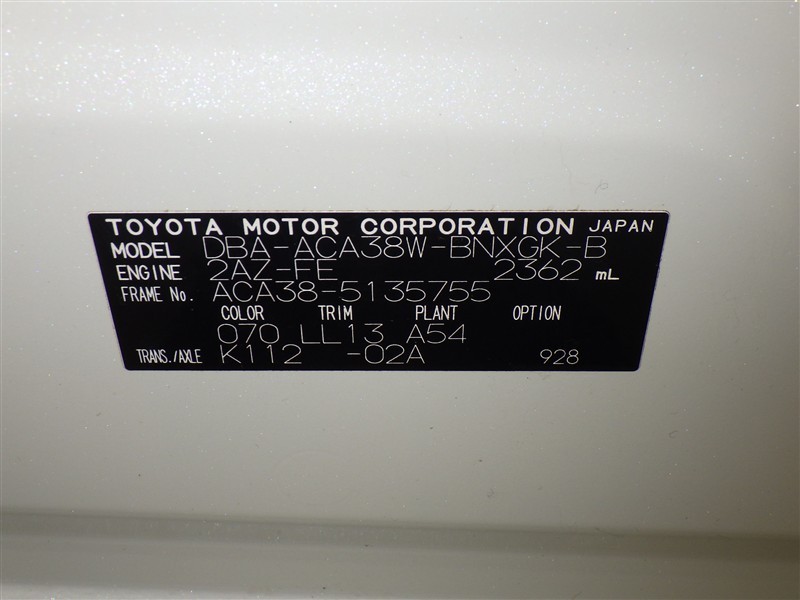 TOYOTA MOTOR CORPORATION JAPAN
MODEL DBA-ACA38W-BNXGK-B
ENGINE 2AZ-FE 2362 mL
FRAME No. ACA38-5135755
COLOR TRIM PLANT OPTION
070 LL13 A54
TRANS./AXLE K112 -02A 928